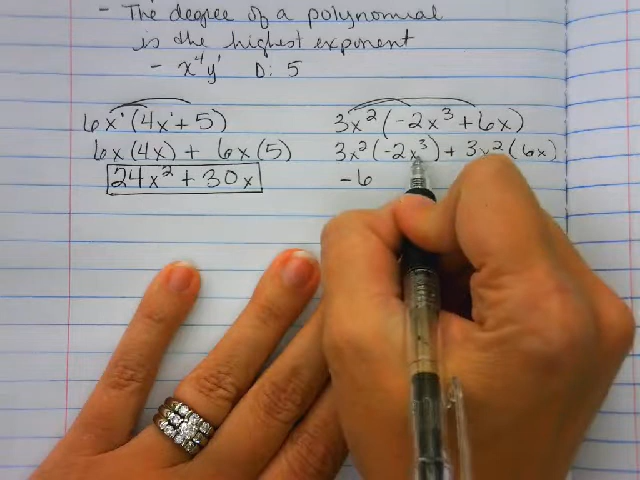 - The degree of a polynomial
is the highest exponent
- x⁴y¹ D: 5
6x¹(4x¹+5)
6x(4x) + 6x(5)
24x² + 30x
3x²(-2x³+6x)
3x²(-2x³) + 3x²(6x)
-6